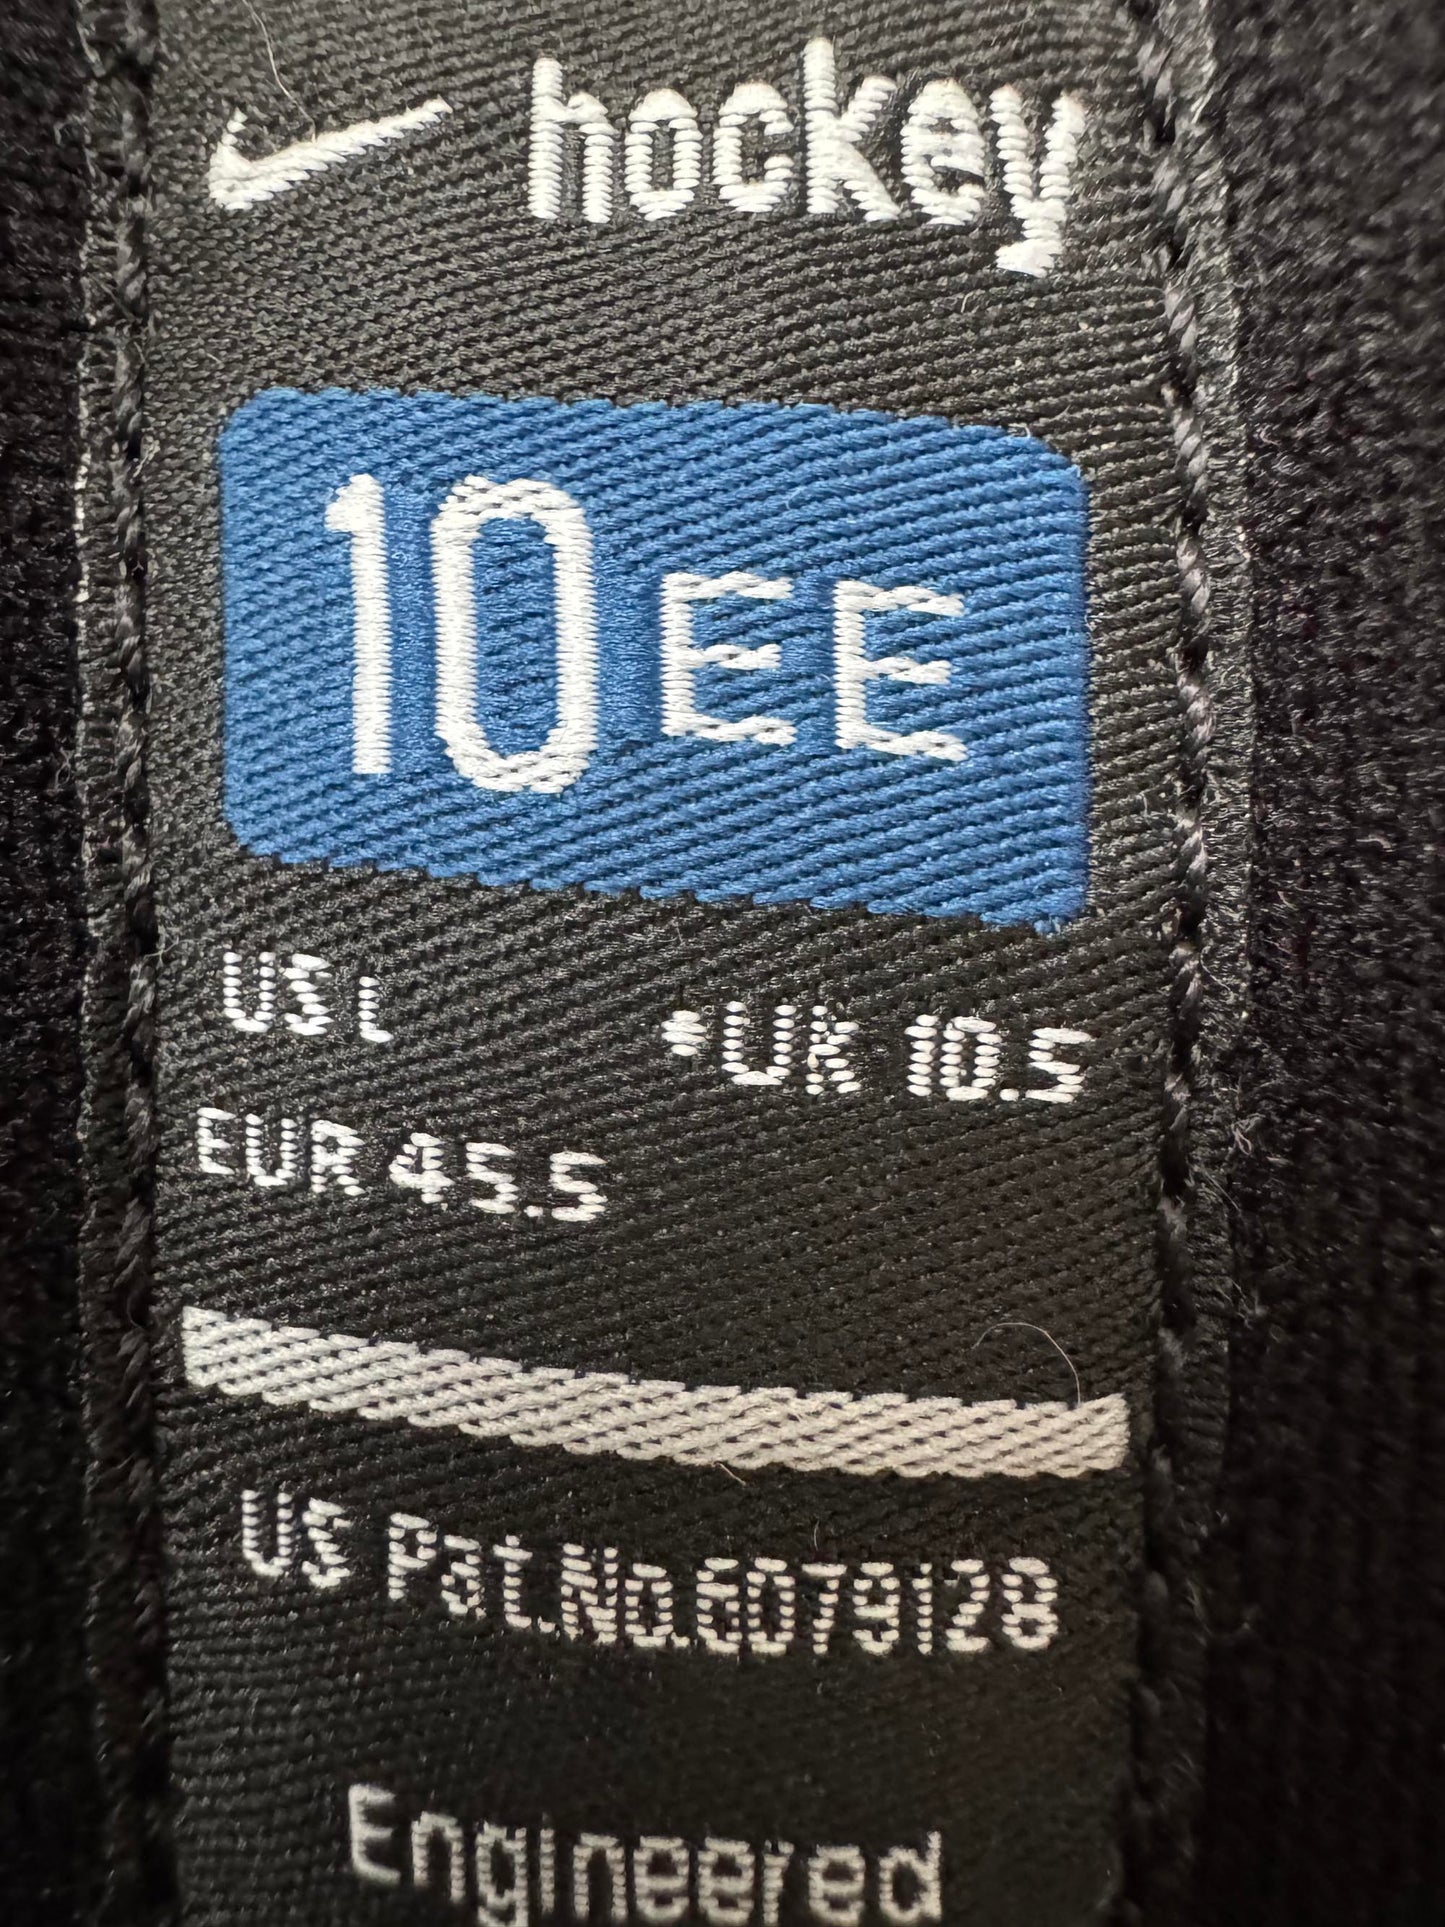 hockey
10 EE
US L *UK 10.5
EUR 45.5
US Pat.No.6079128
Engineered